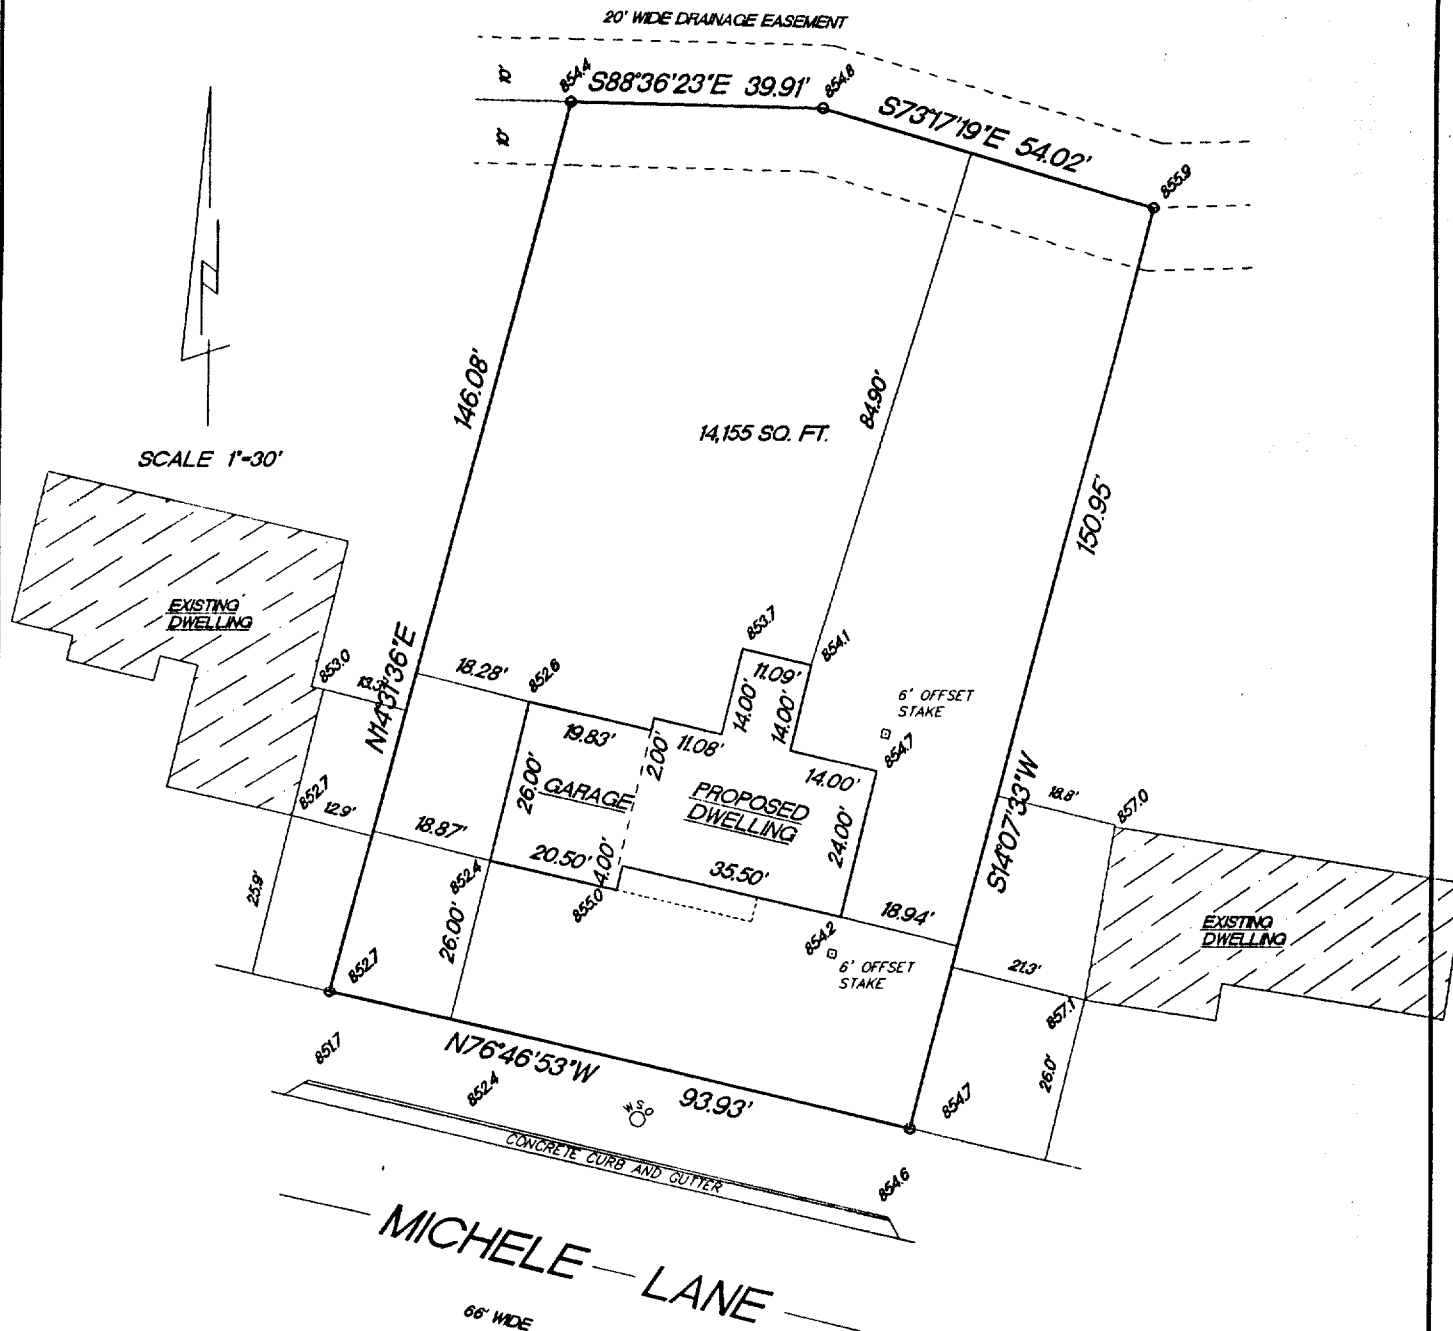 20' WIDE DRAINAGE EASEMENT
10'
854.4
S88°36'23"E 39.91'
854.8
S73°17'19"E 54.02'
10'
855.9
146.08'
84.90'
14,155 SQ. FT.
SCALE 1"=30'
150.95'
EXISTING
DWELLING
N14°31'36"E
853.0
18.28'
852.6
853.7
854.1
11.09'
14.00'
14.00'
6' OFFSET
STAKE
854.7
19.83'
2.00'
11.08'
14.00'
26.00'
GARAGE
PROPOSED
DWELLING
24.00'
S14°07'33"W
18.8'
857.0
852.7
12.9'
18.87'
852.4
20.50'
4.00'
35.50'
855.0
25.9'
26.00'
18.94'
854.2
6' OFFSET
STAKE
EXISTING
DWELLING
21.3'
857.1
26.0'
852.7
851.7
N76°46'53"W
93.93'
852.4
WSO
854.7
CONCRETE CURB AND GUTTER
854.6
MICHELE LANE
66' WIDE